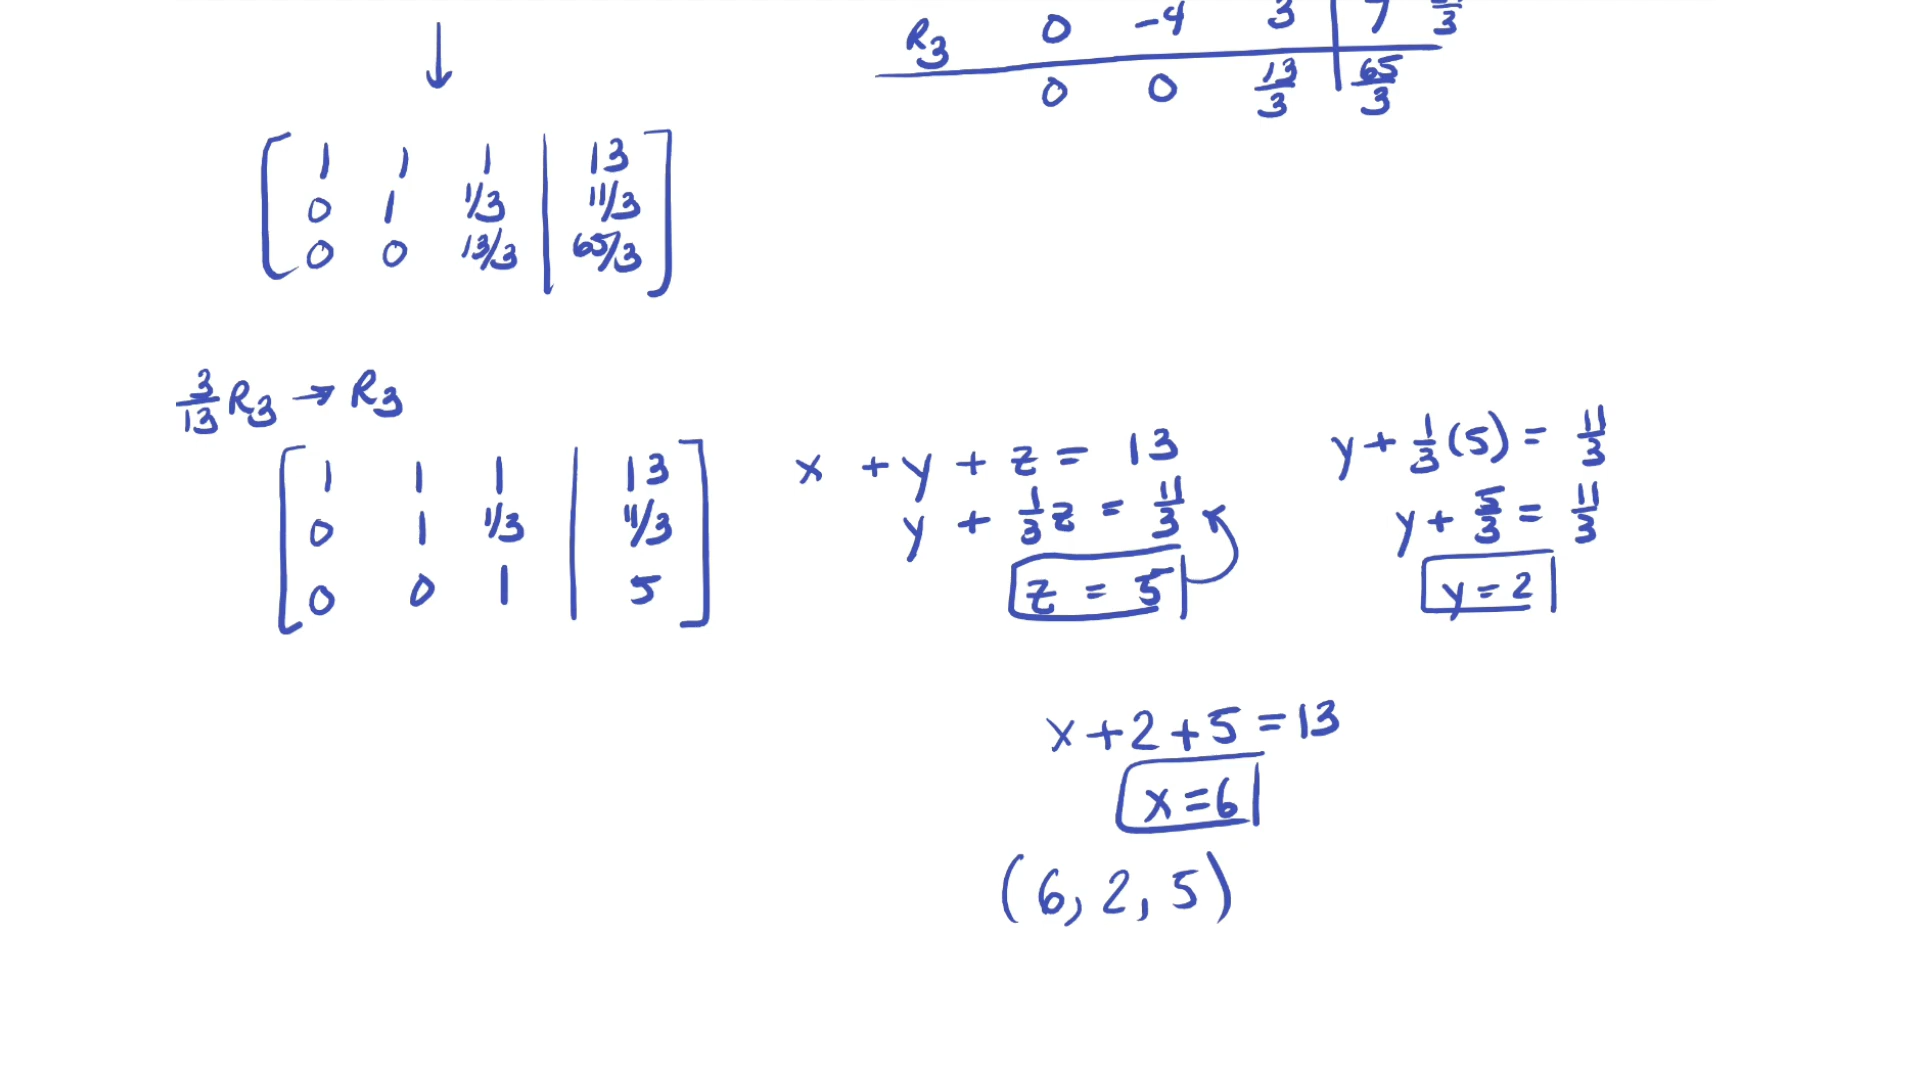 R3 0 -4 3 | 7
0 0 13/3 | 65/3
↓
[ 1 1 1 | 13 ]
[ 0 1 1/3 | 11/3 ]
[ 0 0 13/3 | 65/3 ]
3/13 R3 → R3
[ 1 1 1 | 13 ]
[ 0 1 1/3 | 11/3 ]
[ 0 0 1 | 5 ]
x + y + z = 13
y + 1/3 z = 11/3
z = 5
y + 1/3 (5) = 11/3
y + 5/3 = 11/3
y = 2
x + 2 + 5 = 13
x = 6
(6, 2, 5)